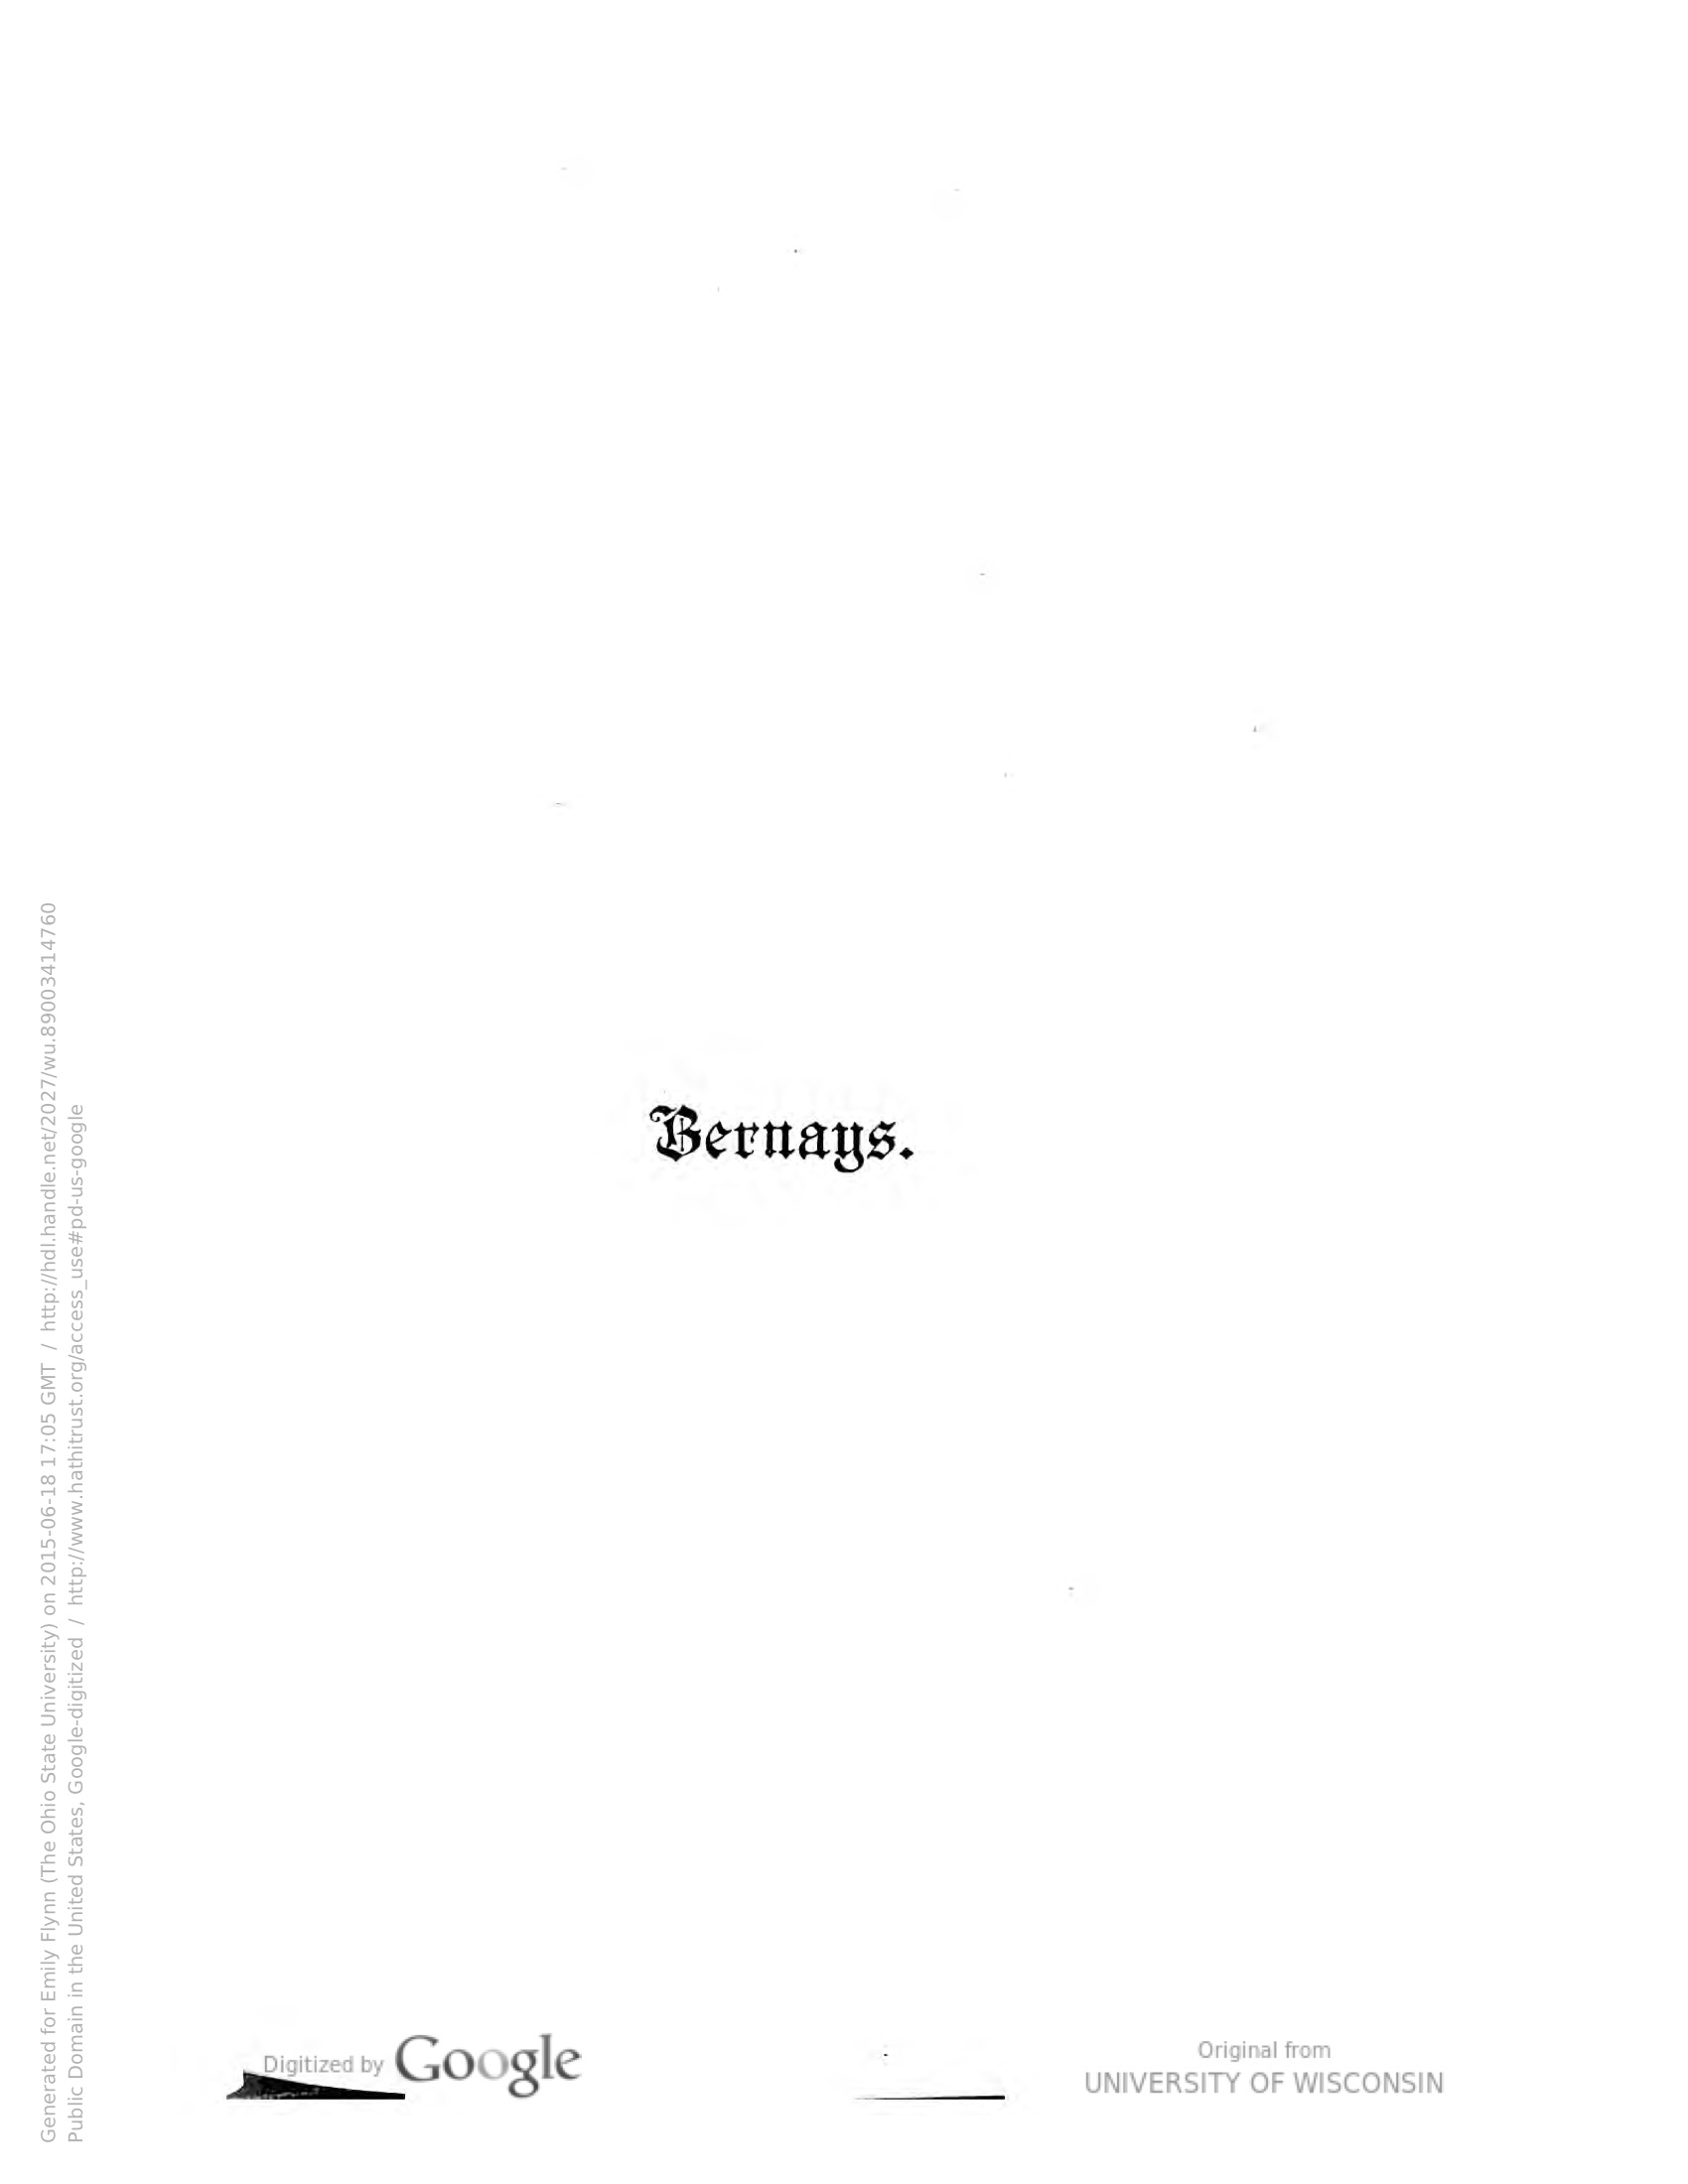 Bernays.
Generated for Emily Flynn (The Ohio State University) on 2015-06-18 17:05 GMT / http://hdl.handle.net/2027/wu.89003414760
Public Domain in the United States, Google-digitized / http://www.hathitrust.org/access_use#pd-us-google
Digitized by Google
Original from
UNIVERSITY OF WISCONSIN